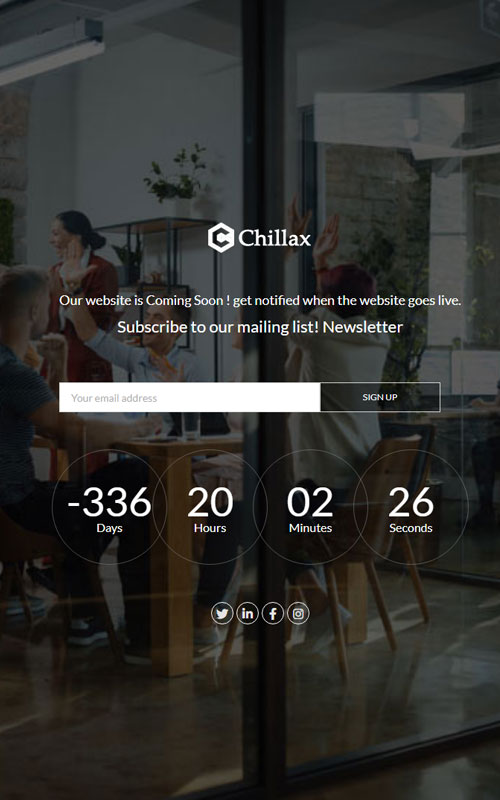 Chillax
Our website is Coming Soon ! get notified when the website goes live.
Subscribe to our mailing list! Newsletter
Your email address
SIGN UP
-336 20 02 26
Days Hours Minutes Seconds